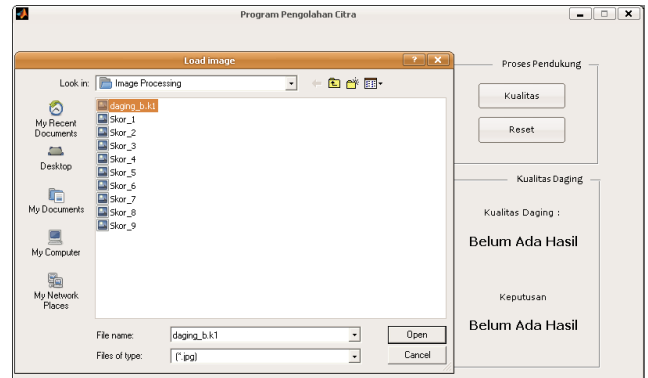 Program Pengolahan Citra
Load image
Look in:
Image Processing
My Recent
Documents
Desktop
My Documents
My Computer
My Network
Places
daging_b.k1
Skor_1
Skor_2
Skor_3
Skor_4
Skor_5
Skor_6
Skor_7
Skor_8
Skor_9
File name:
daging_b.k1
Open
Files of type:
(*.jpg)
Cancel
Proses Pendukung
Kualitas
Reset
Kualitas Daging
Kualitas Daging :
Belum Ada Hasil
Keputusan
Belum Ada Hasil